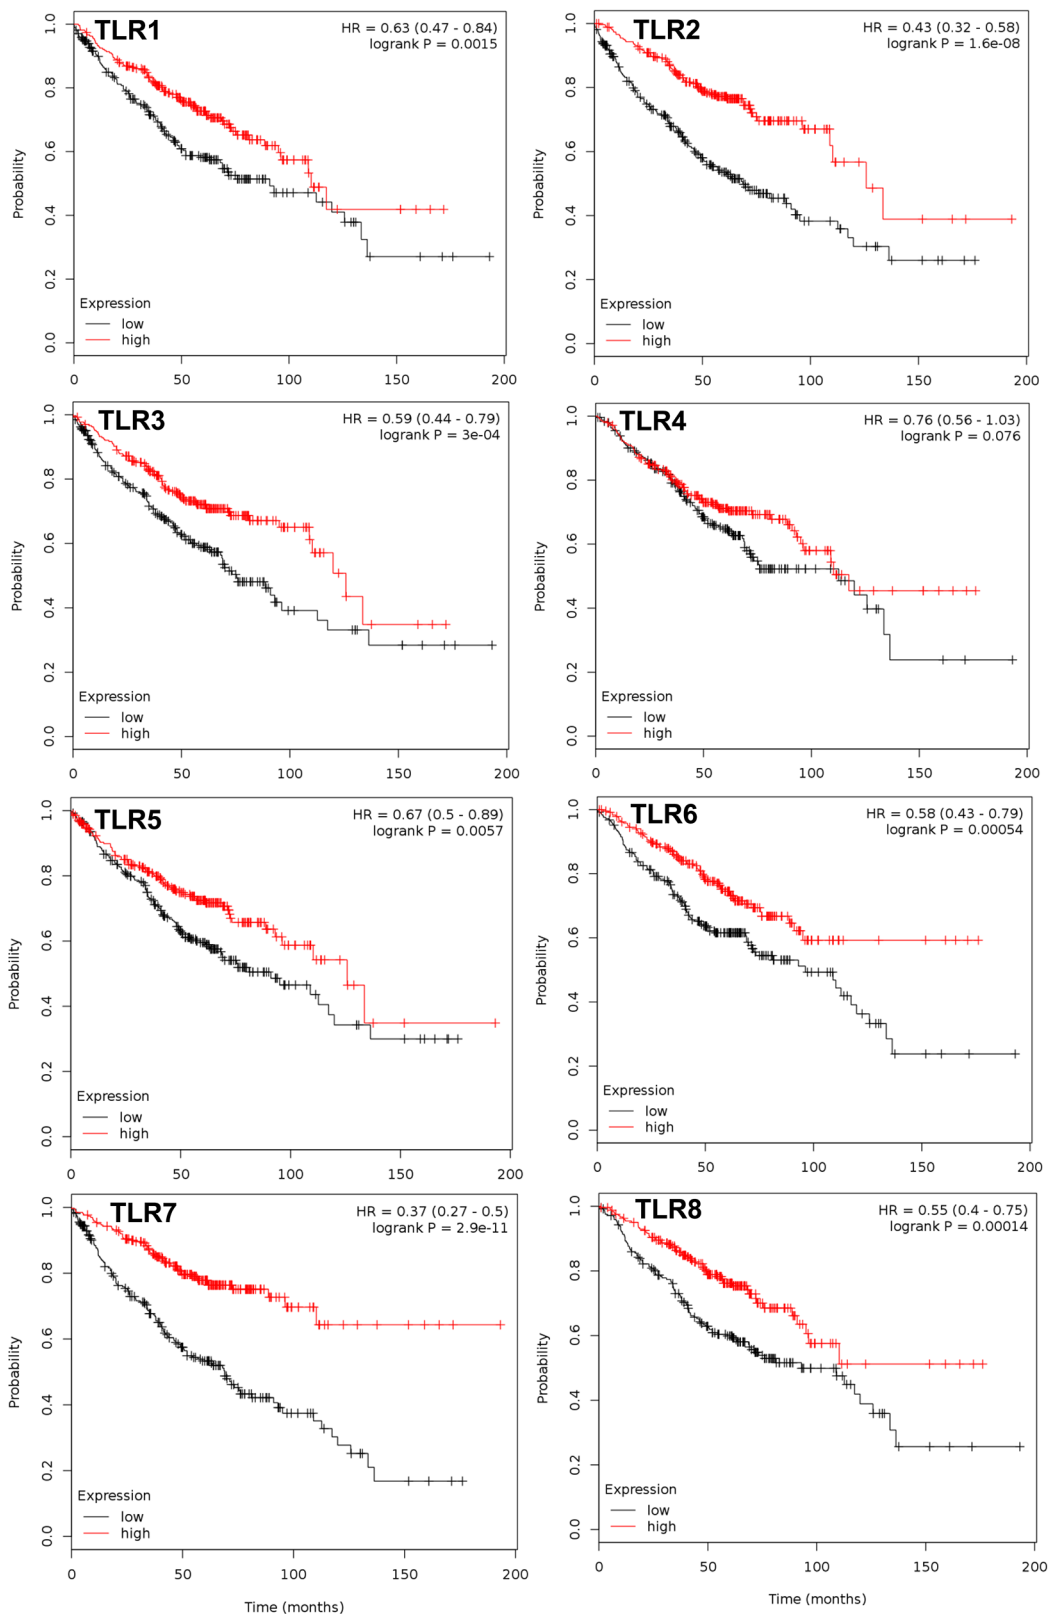 TLR1
HR = 0.63 (0.47 - 0.84)
logrank P = 0.0015
Probability
0.0 0.2 0.4 0.6 0.8 1.0
Expression
low
high
0 50 100 150 200
TLR2
HR = 0.43 (0.32 - 0.58)
logrank P = 1.6e-08
Probability
0.0 0.2 0.4 0.6 0.8 1.0
Expression
low
high
0 50 100 150 200
TLR3
HR = 0.59 (0.44 - 0.79)
logrank P = 3e-04
Probability
0.0 0.2 0.4 0.6 0.8 1.0
Expression
low
high
0 50 100 150 200
TLR4
HR = 0.76 (0.56 - 1.03)
logrank P = 0.076
Probability
0.0 0.2 0.4 0.6 0.8 1.0
Expression
low
high
0 50 100 150 200
TLR5
HR = 0.67 (0.5 - 0.89)
logrank P = 0.0057
Probability
0.0 0.2 0.4 0.6 0.8 1.0
Expression
low
high
0 50 100 150 200
TLR6
HR = 0.58 (0.43 - 0.79)
logrank P = 0.00054
Probability
0.0 0.2 0.4 0.6 0.8 1.0
Expression
low
high
0 50 100 150 200
TLR7
HR = 0.37 (0.27 - 0.5)
logrank P = 2.9e-11
Probability
0.0 0.2 0.4 0.6 0.8 1.0
Expression
low
high
0 50 100 150 200
Time (months)
TLR8
HR = 0.55 (0.4 - 0.75)
logrank P = 0.00014
Probability
0.0 0.2 0.4 0.6 0.8 1.0
Expression
low
high
0 50 100 150 200
Time (months)